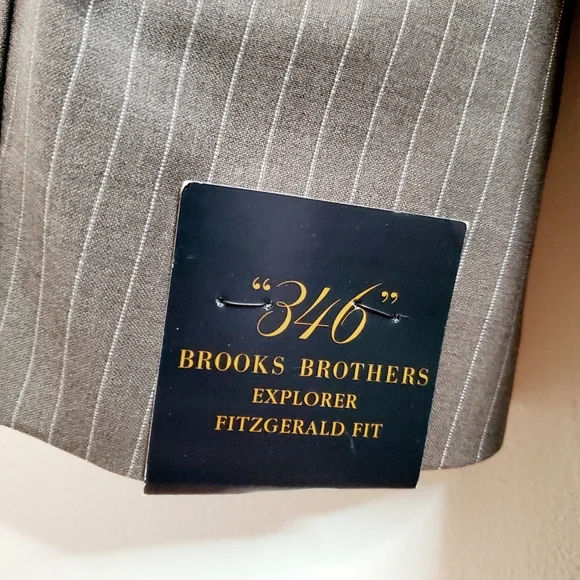 “346”
BROOKS BROTHERS
EXPLORER
FITZGERALD FIT